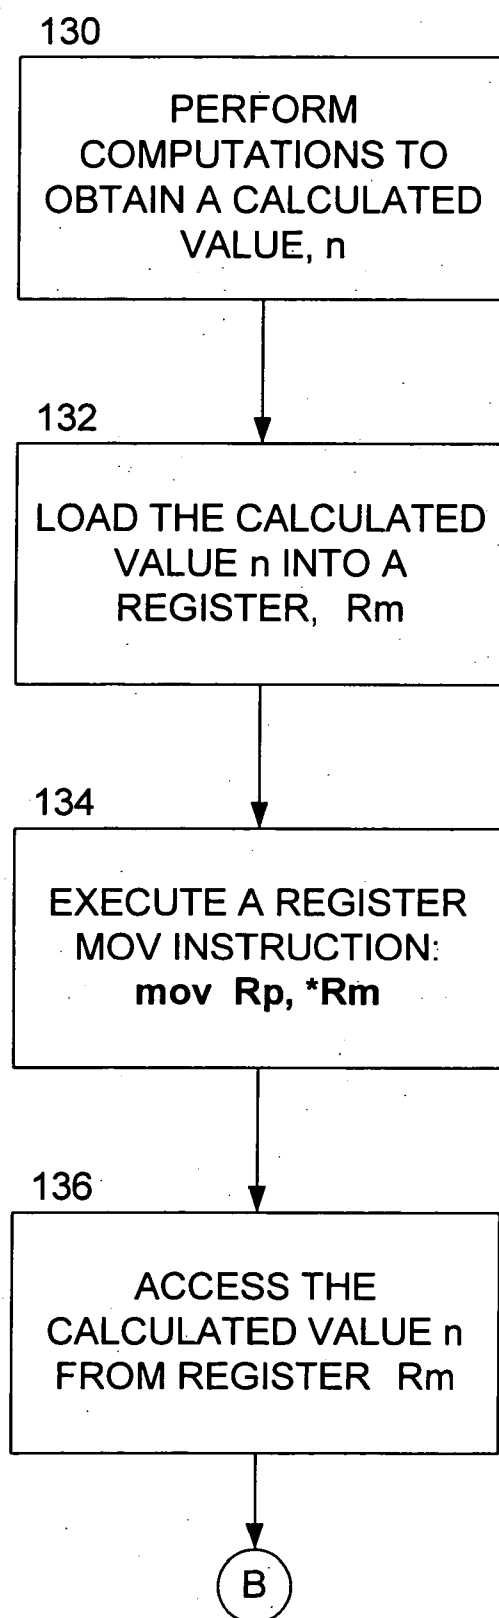 130
PERFORM
COMPUTATIONS TO
OBTAIN A CALCULATED
VALUE, n
132
LOAD THE CALCULATED
VALUE n INTO A
REGISTER, Rm
134
EXECUTE A REGISTER
MOV INSTRUCTION:
mov Rp, *Rm
136
ACCESS THE
CALCULATED VALUE n
FROM REGISTER Rm
B